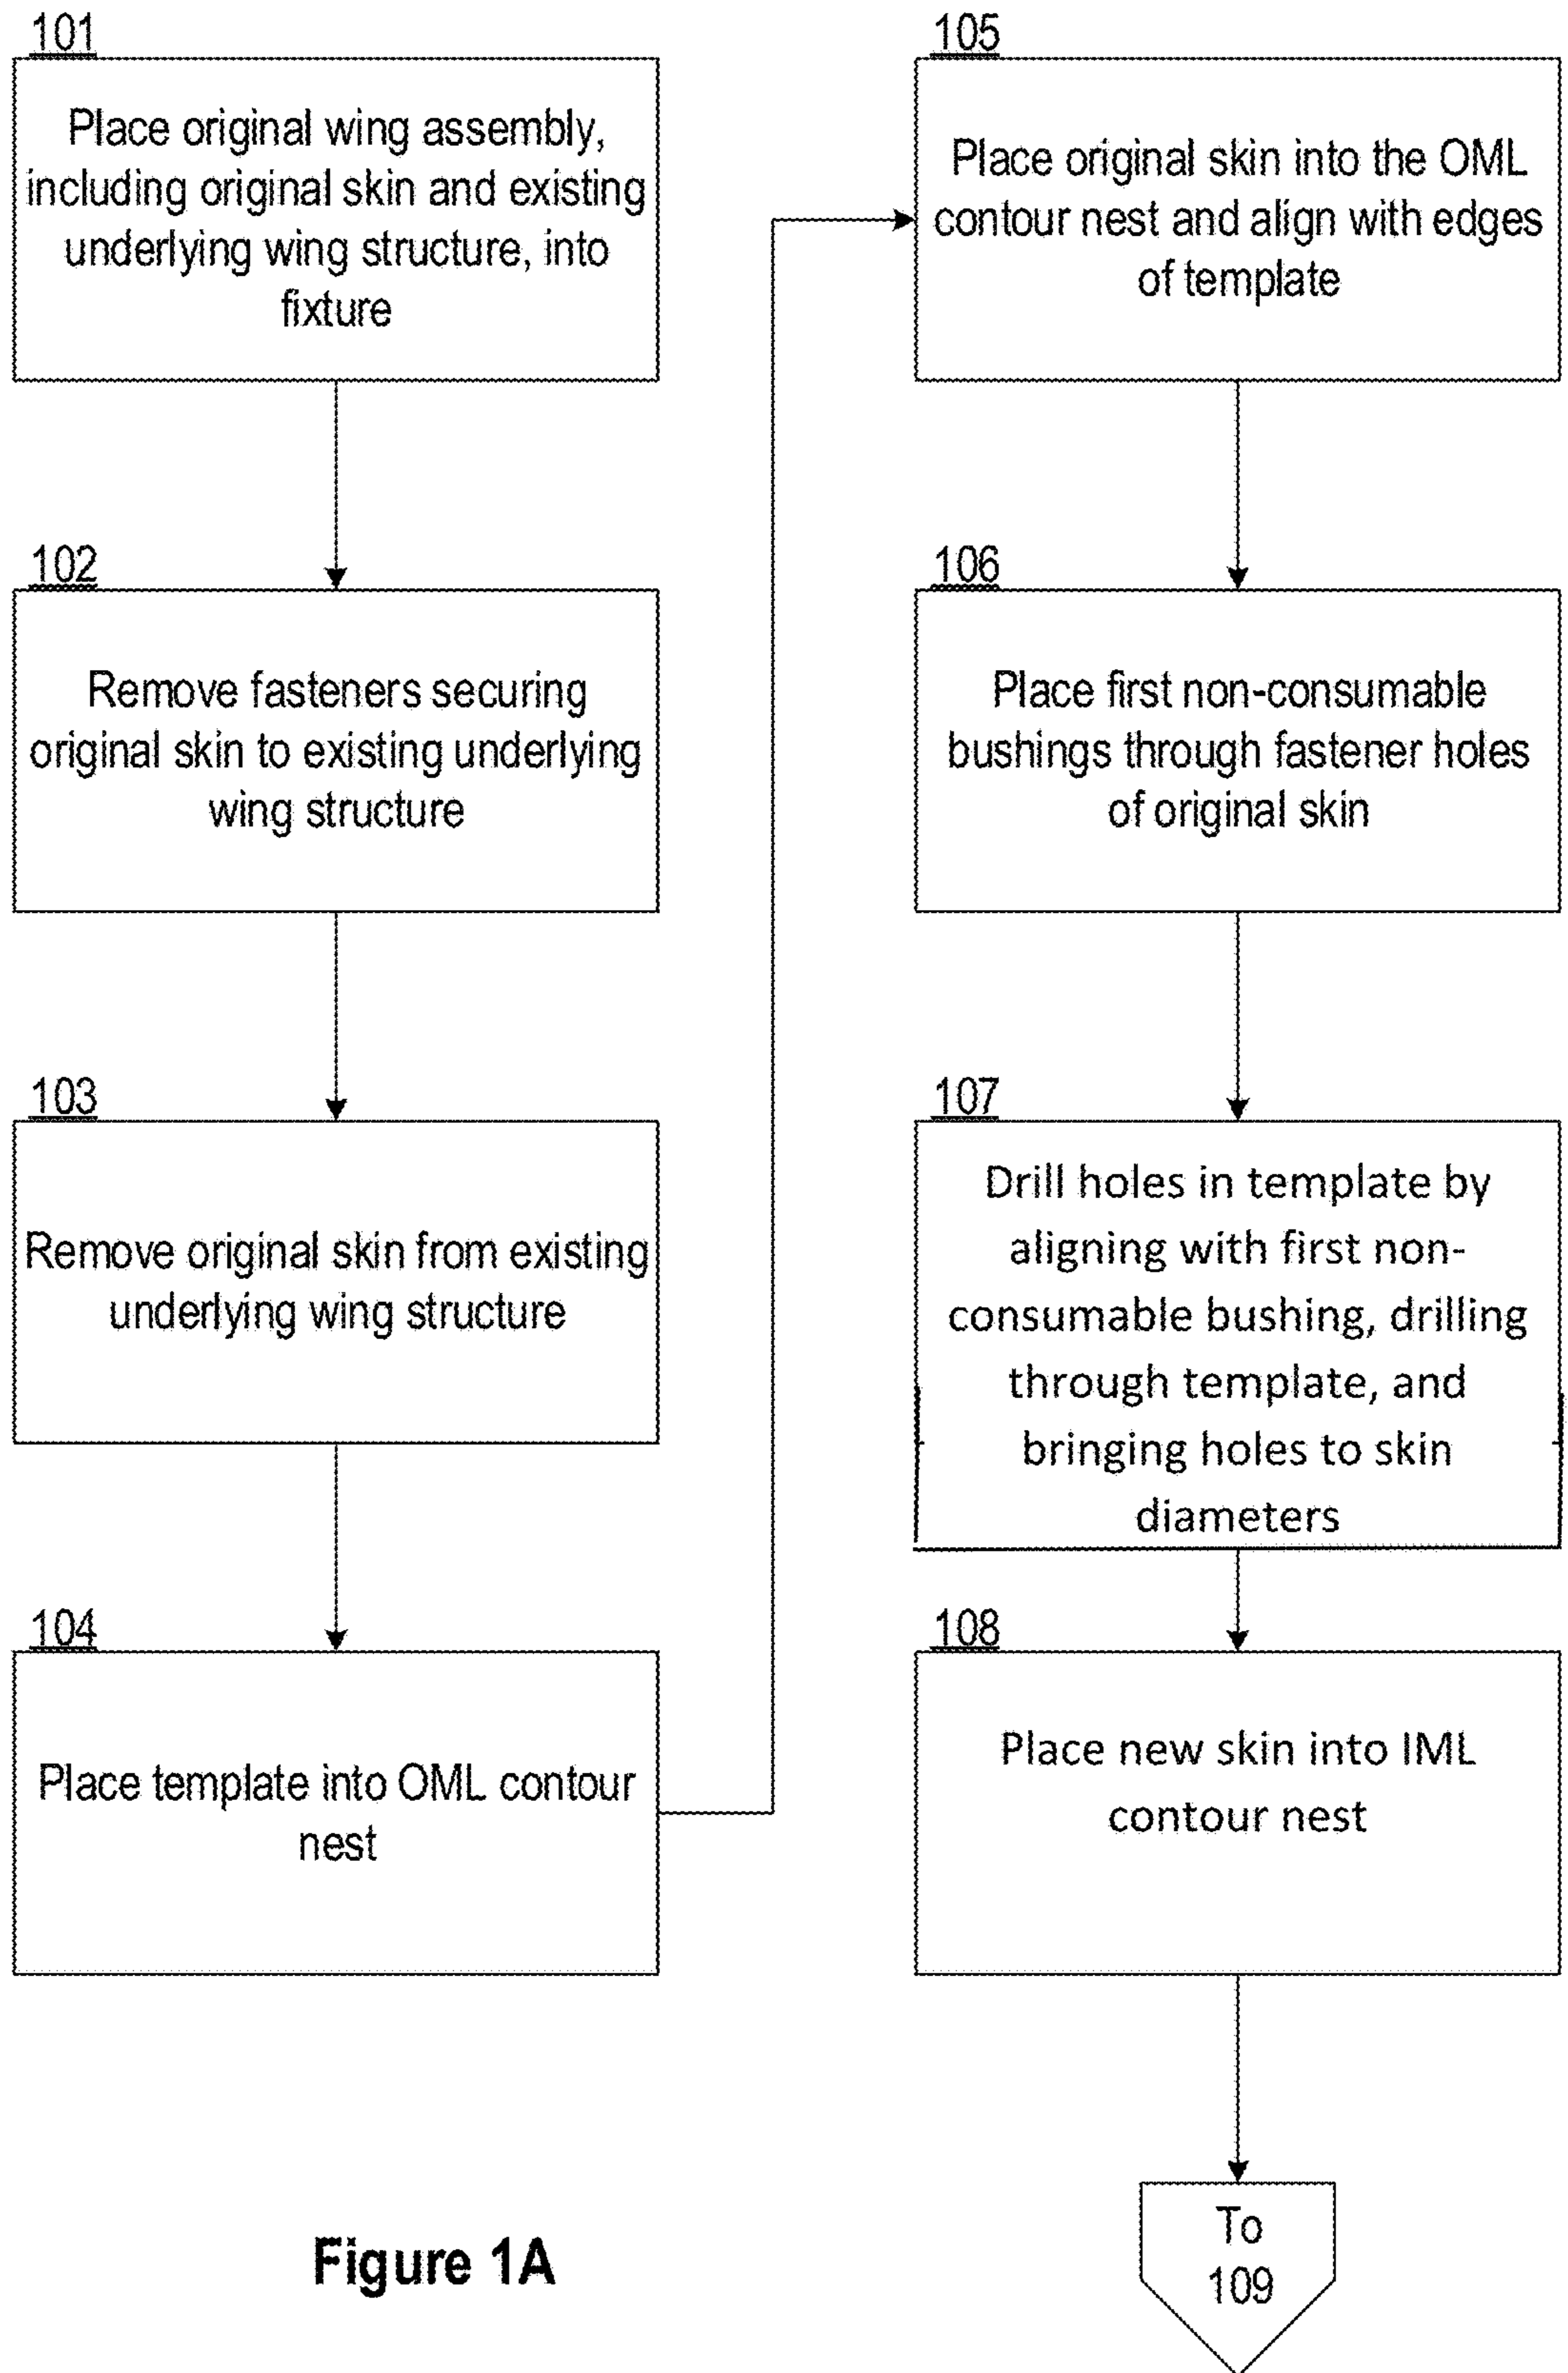 101
Place original wing assembly,
including original skin and existing
underlying wing structure, into
fixture
102
Remove fasteners securing
original skin to existing underlying
wing structure
103
Remove original skin from existing
underlying wing structure
104
Place template into OML contour
nest
105
Place original skin into the OML
contour nest and align with edges
of template
106
Place first non-consumable
bushings through fastener holes
of original skin
107
Drill holes in template by
aligning with first non-
consumable bushing, drilling
through template, and
bringing holes to skin
diameters
108
Place new skin into IML
contour nest
To
109
Figure 1A